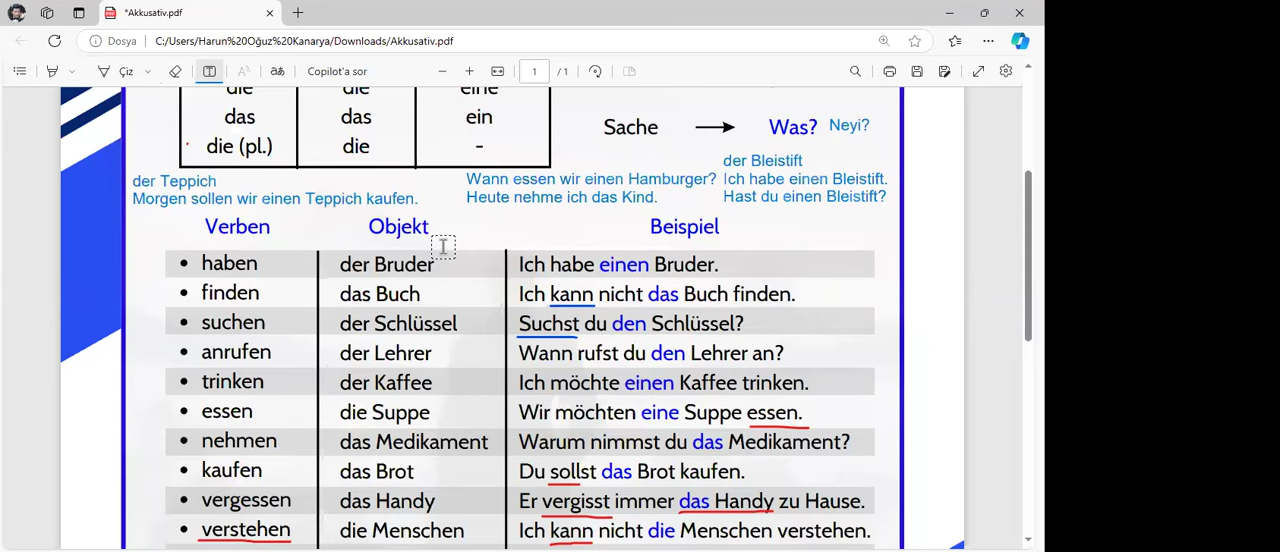 *Akkusativ.pdf
Dosya C:/Users/Harun%20Oğuz%20Kanarya/Downloads/Akkusativ.pdf
Çiz aあ Copilot'a sor 1 /1
die die eine
das das ein
die (pl.) die -
Sache Was? Neyi?
der Teppich
Morgen sollen wir einen Teppich kaufen.
Wann essen wir einen Hamburger?
Heute nehme ich das Kind.
der Bleistift
Ich habe einen Bleistift.
Hast du einen Bleistift?
Verben Objekt Beispiel
• haben der Bruder Ich habe einen Bruder.
• finden das Buch Ich kann nicht das Buch finden.
• suchen der Schlüssel Suchst du den Schlüssel?
• anrufen der Lehrer Wann rufst du den Lehrer an?
• trinken der Kaffee Ich möchte einen Kaffee trinken.
• essen die Suppe Wir möchten eine Suppe essen.
• nehmen das Medikament Warum nimmst du das Medikament?
• kaufen das Brot Du sollst das Brot kaufen.
• vergessen das Handy Er vergisst immer das Handy zu Hause.
• verstehen die Menschen Ich kann nicht die Menschen verstehen.